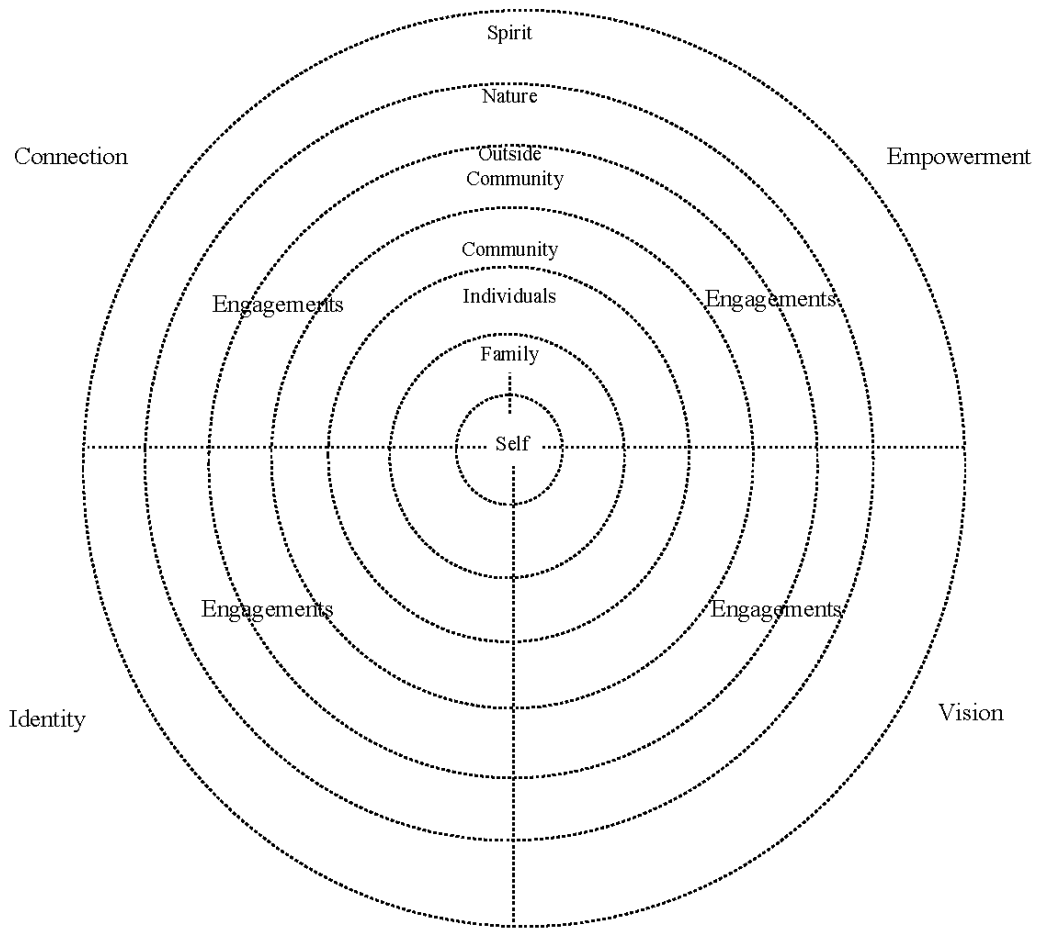 Spirit
Nature
Connection
Outside
Community
Empowerment
Community
Individuals
Engagements
Engagements
Family
Self
Engagements
Engagements
Identity
Vision